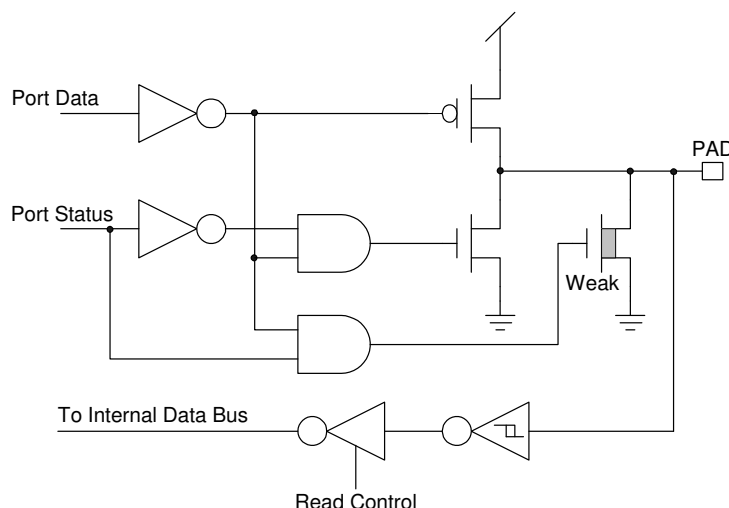 Port Data
PAD
Port Status
Weak
To Internal Data Bus
Read Control